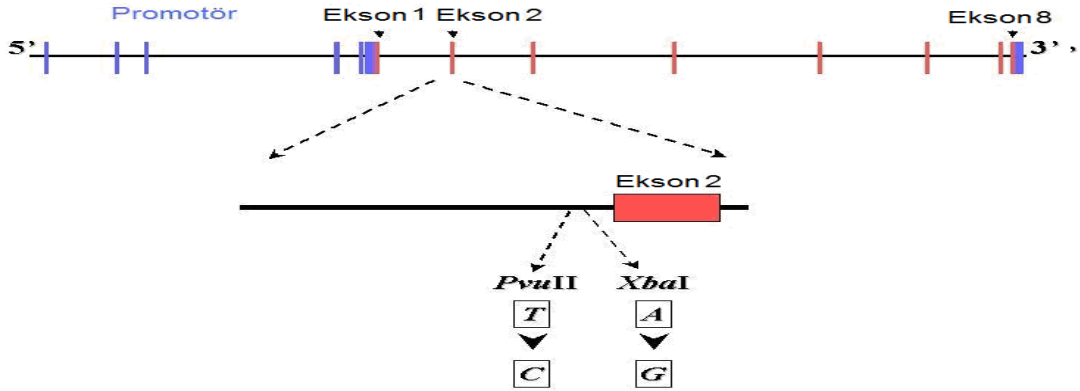 Promotör Ekson 1 Ekson 2 Ekson 8
5’ 3’ ,
Ekson 2
PvuII XbaI
T A
C G